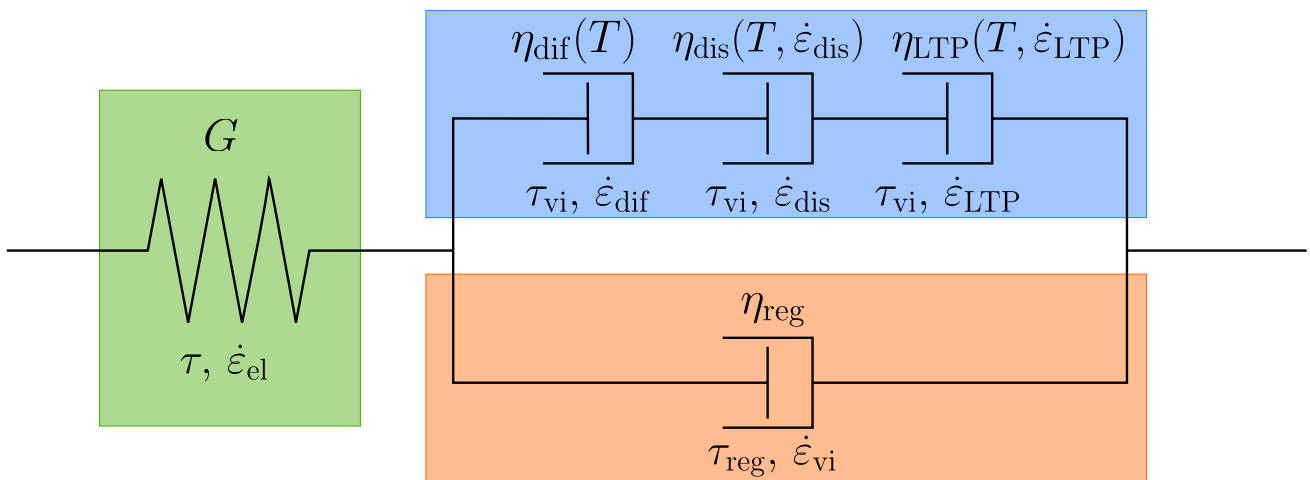 η_dif(T) η_dis(T, ε̇_dis) η_LTP(T, ε̇_LTP)
G
τ_vi, ε̇_dif τ_vi, ε̇_dis τ_vi, ε̇_LTP
η_reg
τ, ε̇_el
τ_reg, ε̇_vi